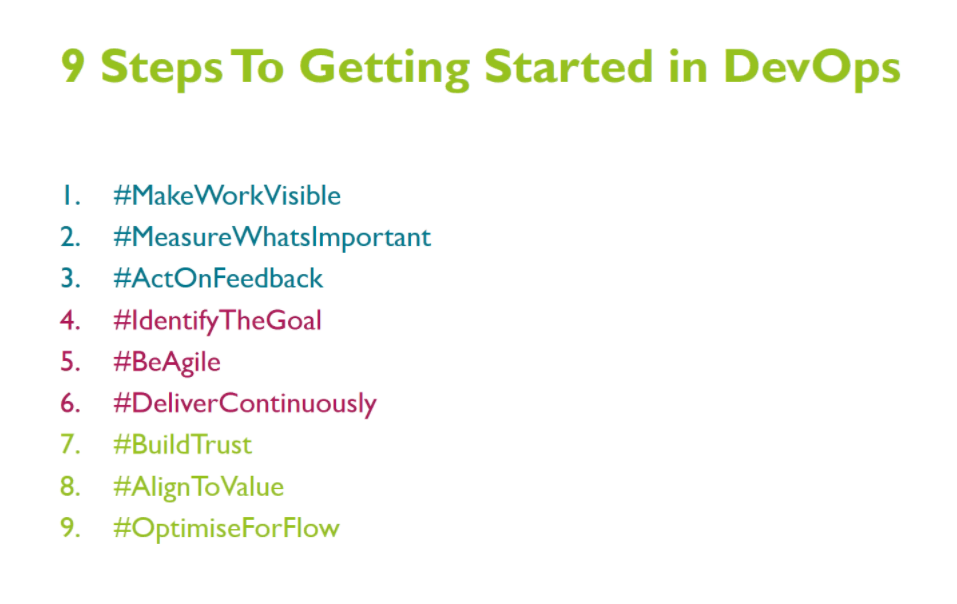 9 Steps To Getting Started in DevOps
1. #MakeWorkVisible
2. #MeasureWhatsImportant
3. #ActOnFeedback
4. #IdentifyTheGoal
5. #BeAgile
6. #DeliverContinuously
7. #BuildTrust
8. #AlignToValue
9. #OptimiseForFlow